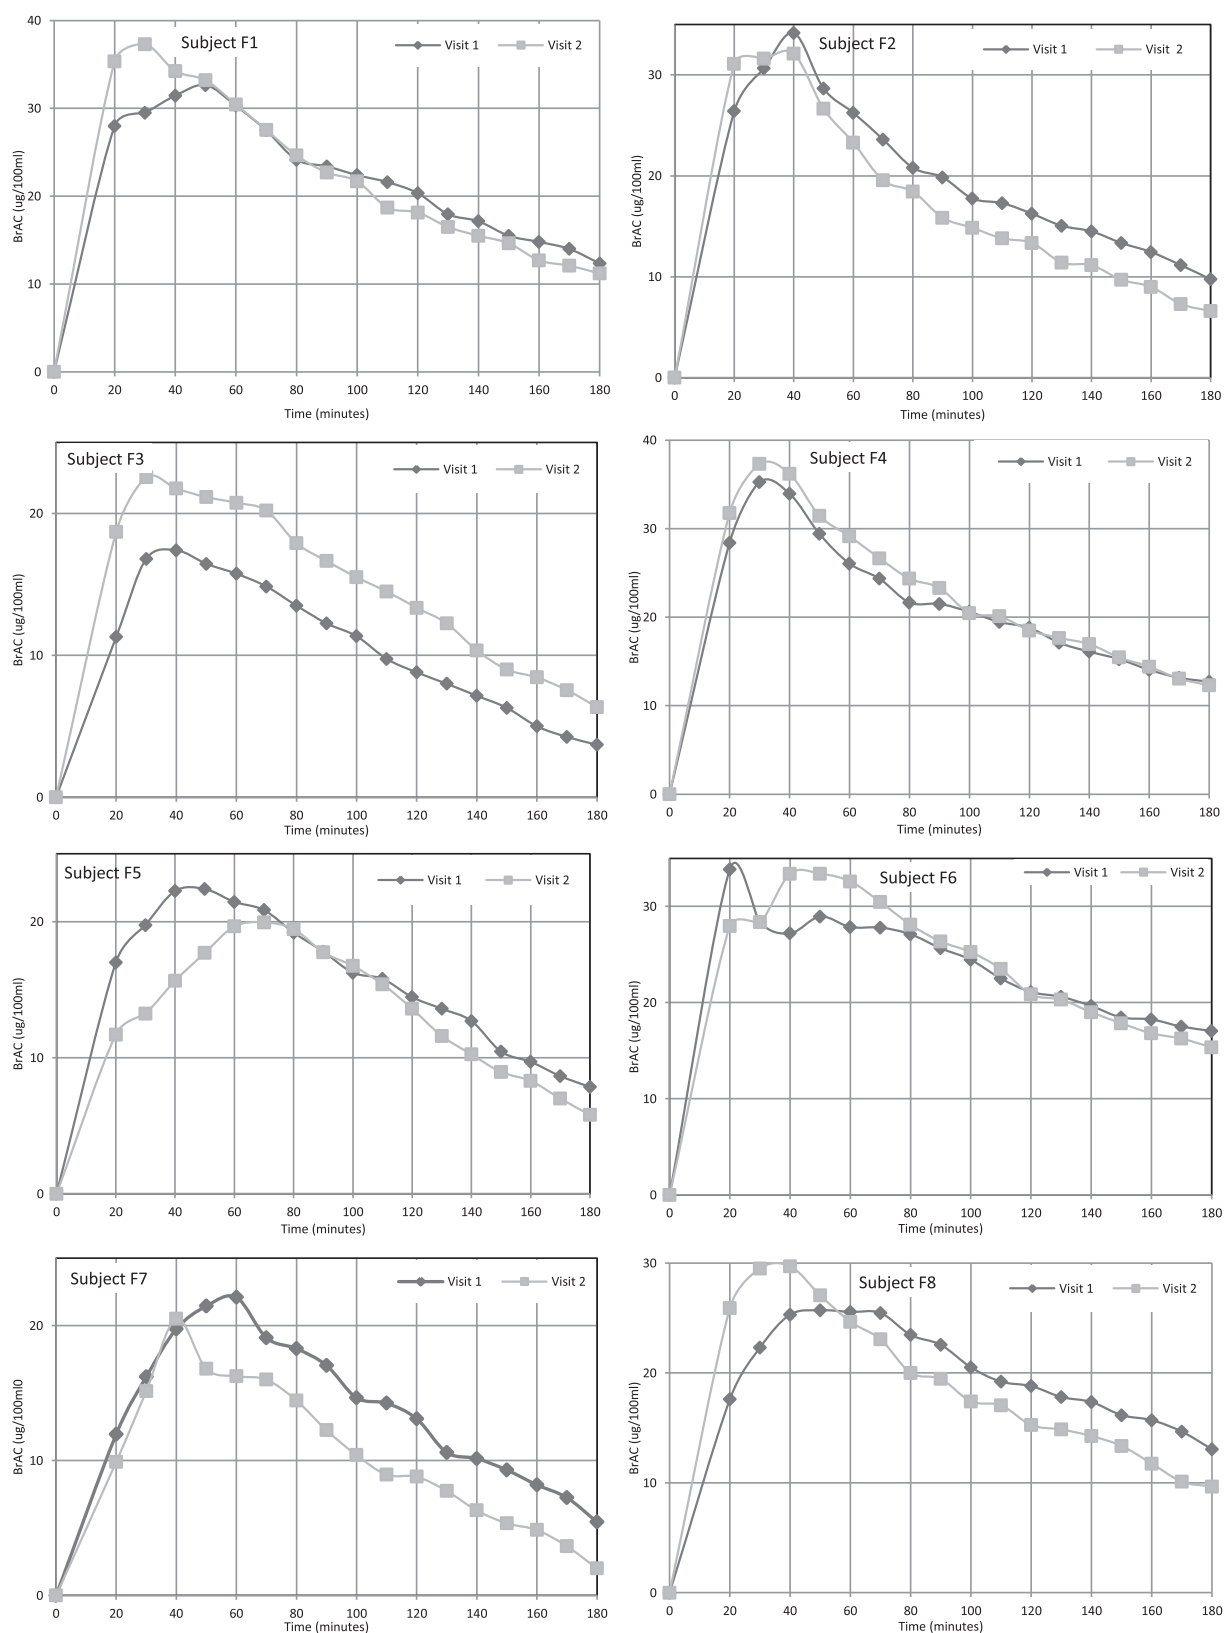 Subject F1
Visit 1 Visit 2
40
30
20
10
0
BrAC (ug/100ml)
0 20 40 60 80 100 120 140 160 180
Time (minutes)
Subject F2
Visit 1 Visit 2
30
20
10
0
BrAC (ug/100ml)
0 20 40 60 80 100 120 140 160 180
Time (minutes)
Subject F3
Visit 1 Visit 2
20
10
0
BrAC (ug/100ml)
0 20 40 60 80 100 120 140 160 180
Time (minutes)
Subject F4
Visit 1 Visit 2
40
30
20
10
0
BrAC (ug/100ml)
0 20 40 60 80 100 120 140 160 180
Time (minutes)
Subject F5
Visit 1 Visit 2
20
10
0
BrAC (ug/100ml)
0 20 40 60 80 100 120 140 160 180
Time (minutes)
Subject F6
Visit 1 Visit 2
30
20
10
0
BrAC (ug/100ml)
0 20 40 60 80 100 120 140 160 180
Time (minutes)
Subject F7
Visit 1 Visit 2
20
10
0
BrAC (ug/100ml0
0 20 40 60 80 100 120 140 160 180
Time (minutes)
Subject F8
Visit 1 Visit 2
30
20
10
0
BrAC (ug/100ml)
0 20 40 60 80 100 120 140 160 180
Time (minutes)